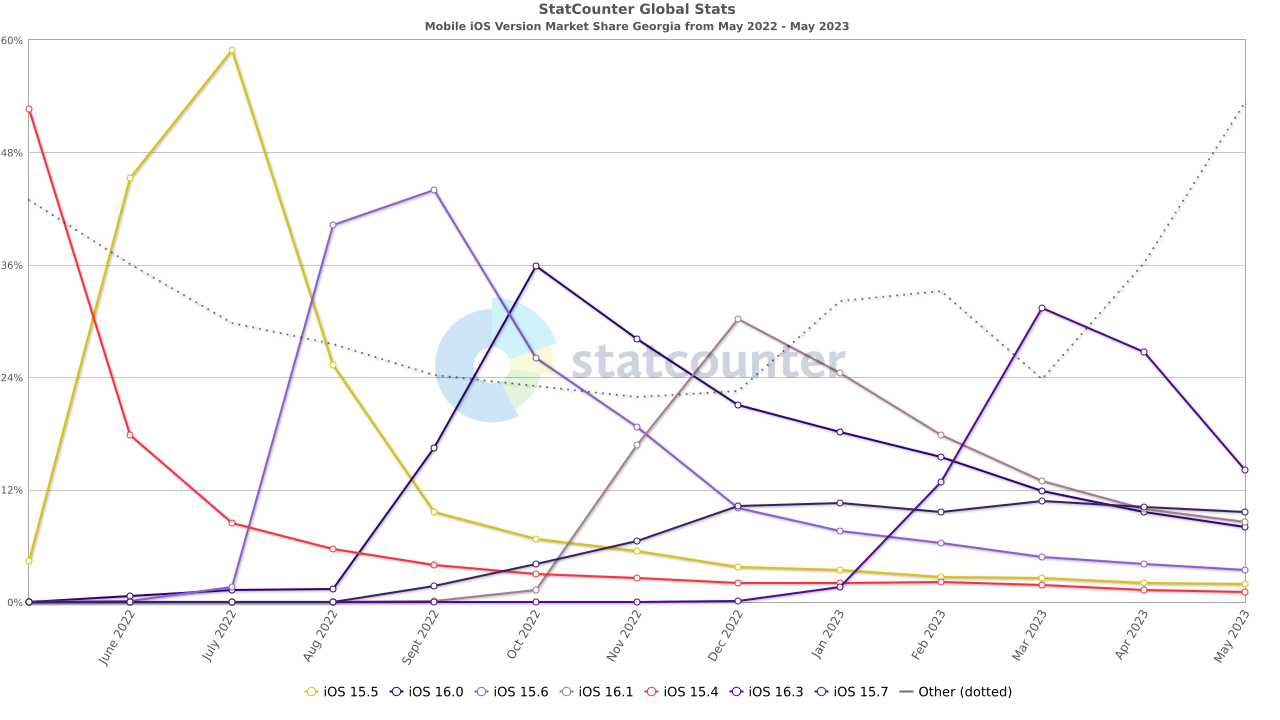 StatCounter Global Stats
Mobile iOS Version Market Share Georgia from May 2022 - May 2023
60%
48%
36%
24%
12%
0%
statcounter
June 2022
July 2022
Aug 2022
Sept 2022
Oct 2022
Nov 2022
Dec 2022
Jan 2023
Feb 2023
Mar 2023
Apr 2023
May 2023
iOS 15.5 iOS 16.0 iOS 15.6 iOS 16.1 iOS 15.4 iOS 16.3 iOS 15.7 Other (dotted)